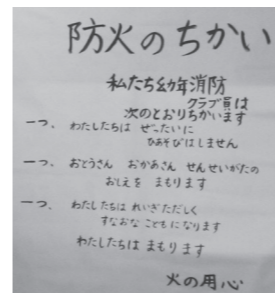 防火のちかい
私たち幼年消防
クラブ員は
次のとおりちかいます
一つ、わたしたちは ぜったいに
ひあそびはしません
一つ、おとうさん おかあさん せんせいがたの
おしえを まもります
一つ、わたしたちは れいぎただしく
すなおな こどもになります
わたしたちは まもります
火の用心